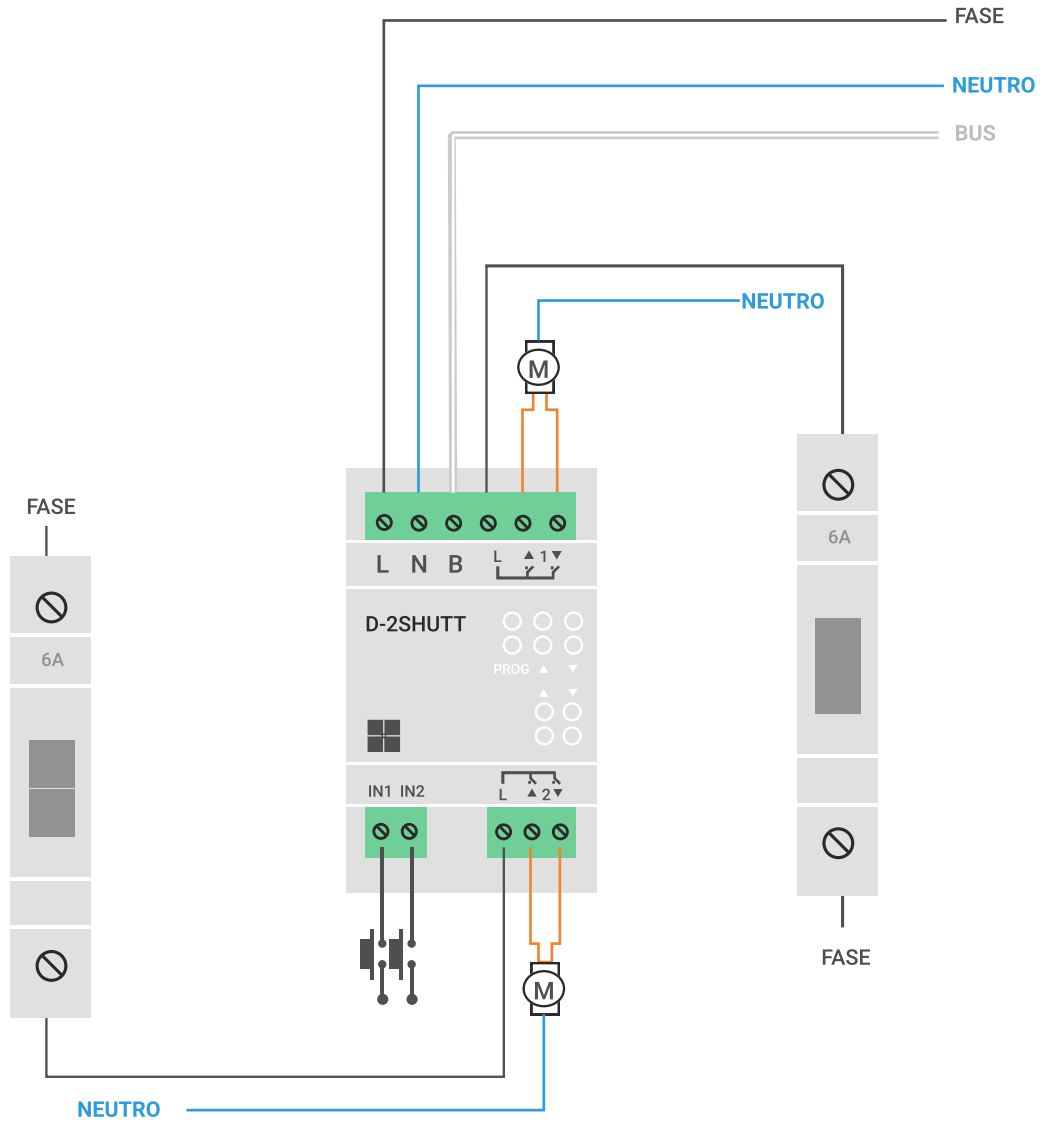 FASE
NEUTRO
BUS
NEUTRO
M
FASE
6A
L N B L ▲ 1 ▼
D-2SHUTT
6A
PROG ▲ ▼
▲ ▼
IN1 IN2 L ▲ 2 ▼
FASE
M
NEUTRO